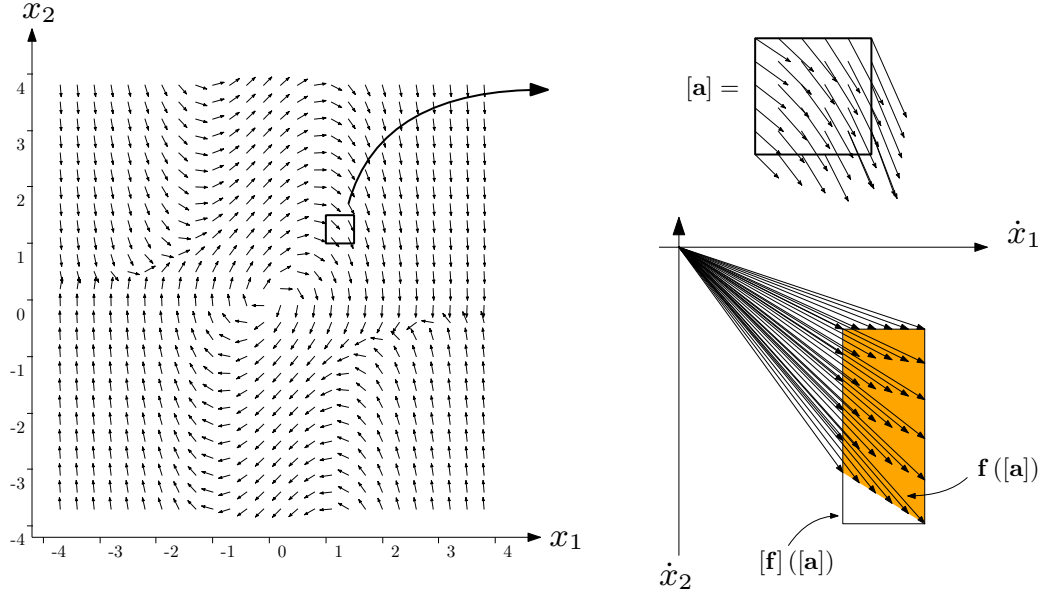 x₂
4
3
2
1
0
-1
-2
-3
-4
-4 -3 -2 -1 0 1 2 3 4
x₁
[a] =
ẋ₁
ẋ₂
f ([a])
[f] ([a])